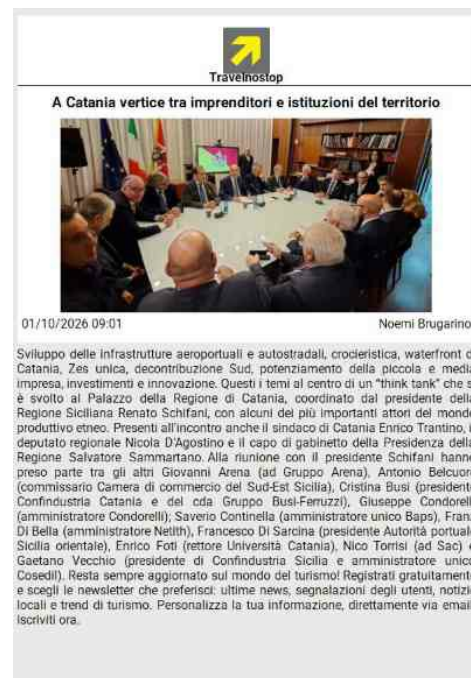 Travelnostop
A Catania vertice tra imprenditori e istituzioni del territorio
01/10/2026 09:01
Noemi Brugarino
Sviluppo delle infrastrutture aeroportuali e autostradali, crocieristica, waterfront d
Catania, Zes unica, decontribuzione Sud, potenziamento della piccola e media
impresa, investimenti e innovazione. Questi i temi al centro di un "think tank" che s
è svolto al Palazzo della Regione di Catania, coordinato dal presidente della
Regione Siciliana Renato Schifani, con alcuni dei più importanti attori del mondo
produttivo etneo. Presenti all'incontro anche il sindaco di Catania Enrico Trantino, i
deputato regionale Nicola D'Agostino e il capo di gabinetto della Presidenza della
Regione Salvatore Sammartano. Alla riunione con il presidente Schifani hanno
preso parte tra gli altri Giovanni Arena (ad Gruppo Arena), Antonio Belcuor
(commissario Camera di commercio del Sud-Est Sicilia), Cristina Busi (president
Confindustria Catania e del cda Gruppo Busi-Ferruzzi), Giuseppe Condorell
(amministratore Condorelli); Saverio Continella (amministratore unico Baps), Fran
Di Bella (amministratore Netith), Francesco Di Sarcina (presidente Autorità portual
Sicilia orientale), Enrico Foti (rettore Università Catania), Nico Torrisi (ad Sac) e
Gaetano Vecchio (presidente di Confindustria Sicilia e amministratore unico
Cosedil). Resta sempre aggiornato sul mondo del turismo! Registrati gratuitament
e scegli le newsletter che preferisci: ultime news, segnalazioni degli utenti, notizi
locali e trend di turismo. Personalizza la tua informazione, direttamente via email
Iscriviti ora.